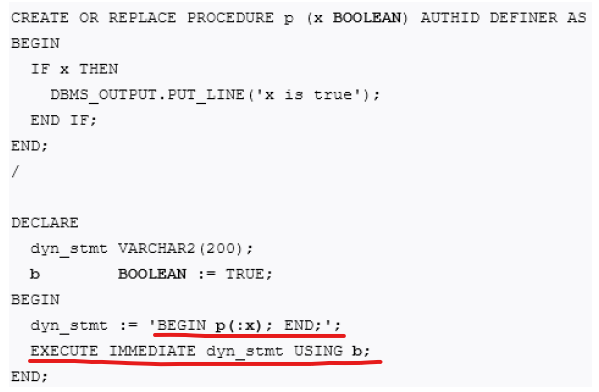 CREATE OR REPLACE PROCEDURE p (x BOOLEAN) AUTHID DEFINER AS
BEGIN
  IF x THEN
    DBMS_OUTPUT.PUT_LINE('x is true');
  END IF;
END;
/

DECLARE
  dyn_stmt VARCHAR2(200);
  b        BOOLEAN := TRUE;
BEGIN
  dyn_stmt := 'BEGIN p(:x); END;';
  EXECUTE IMMEDIATE dyn_stmt USING b;
END;